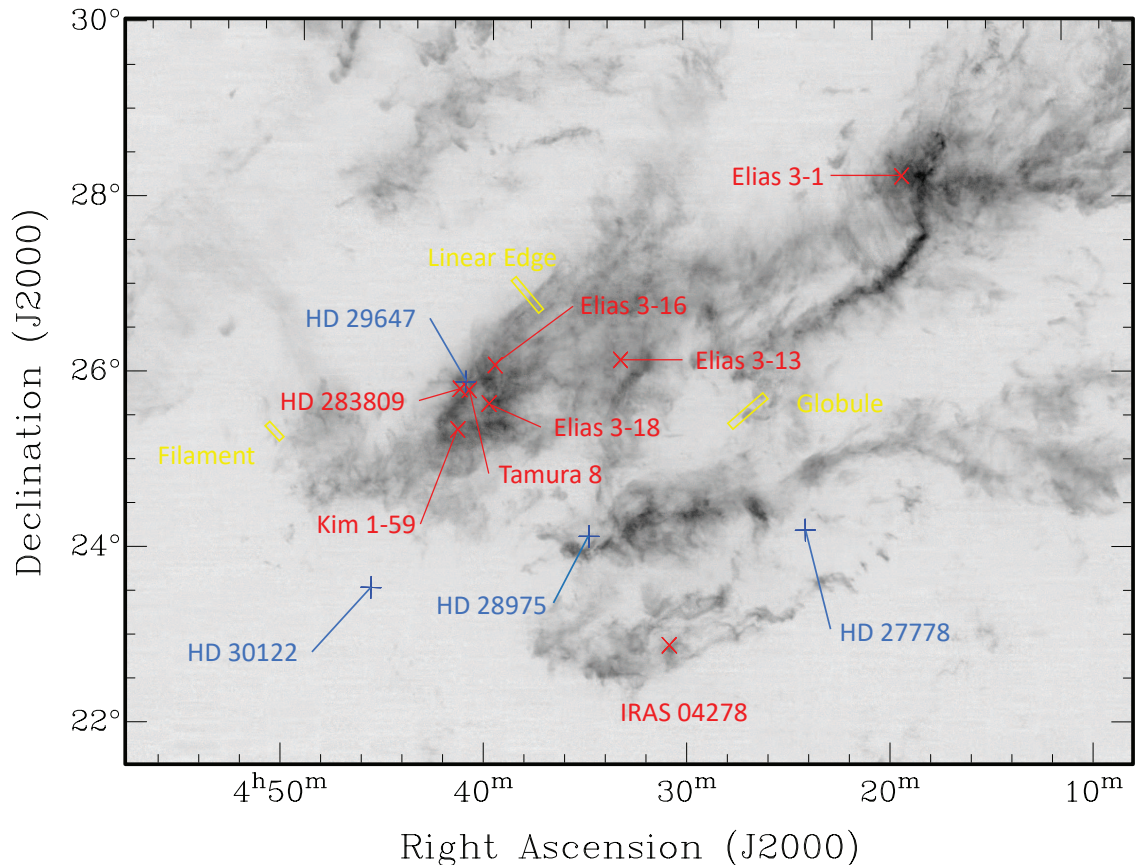 30°
28°
26°
24°
22°
Declination (J2000)
Elias 3-1
Linear Edge
Elias 3-16
HD 29647
Elias 3-13
HD 283809
Globule
Elias 3-18
Filament
Tamura 8
Kim 1-59
HD 28975
HD 27778
HD 30122
IRAS 04278
4h50m
40m
30m
20m
10m
Right Ascension (J2000)